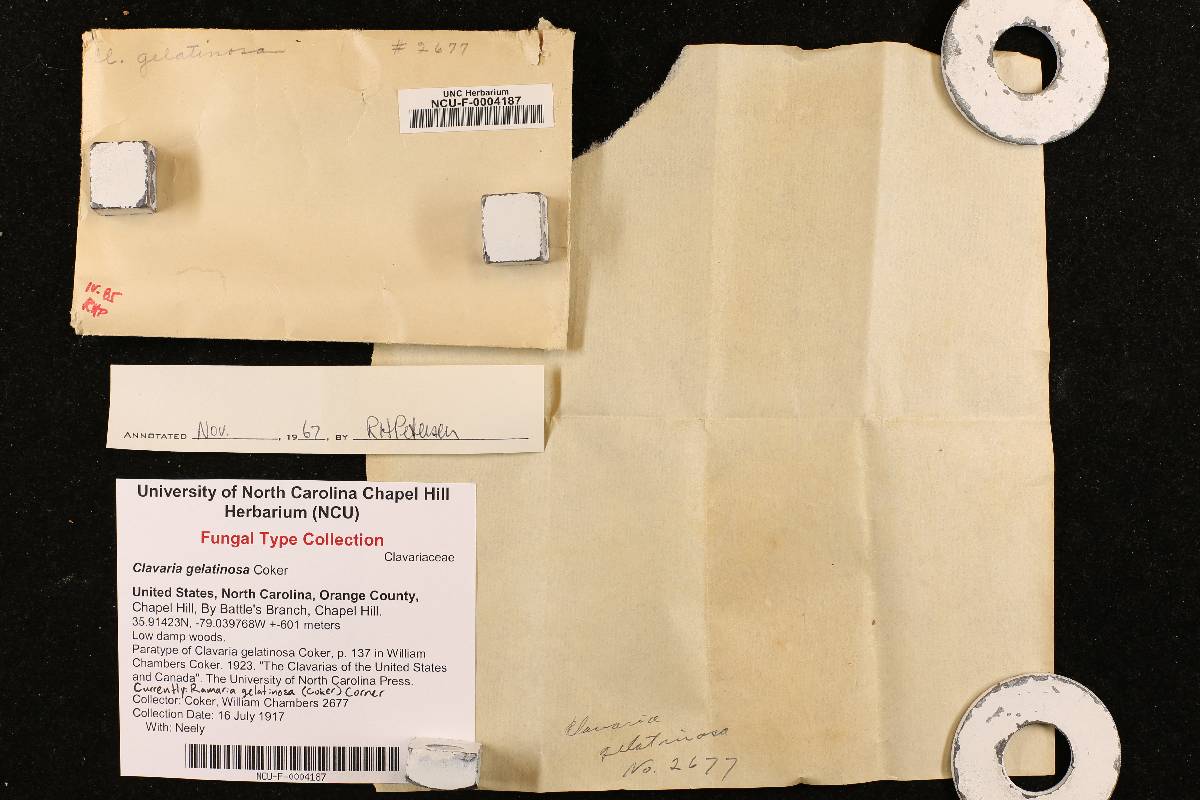 Cl. gelatinosa # 2677
UNC Herbarium
NCU-F-0004187
IV. 85
RHP
ANNOTATED Nov. , 1967, BY RHPetersen
University of North Carolina Chapel Hill
Herbarium (NCU)
Fungal Type Collection
Clavariaceae
Clavaria gelatinosa Coker
United States, North Carolina, Orange County,
Chapel Hill, By Battle's Branch, Chapel Hill.
35.91423N, -79.039768W +-601 meters
Low damp woods.
Paratype of Clavaria gelatinosa Coker, p. 137 in William
Chambers Coker. 1923. "The Clavarias of the United States
and Canada". The University of North Carolina Press.
Currently: Ramaria gelatinosa (Coker) Corner
Collector: Coker, William Chambers 2677
Collection Date: 16 July 1917
With: Neely
NCU-F-0004187
Clavaria
gelatinosa
No. 2677